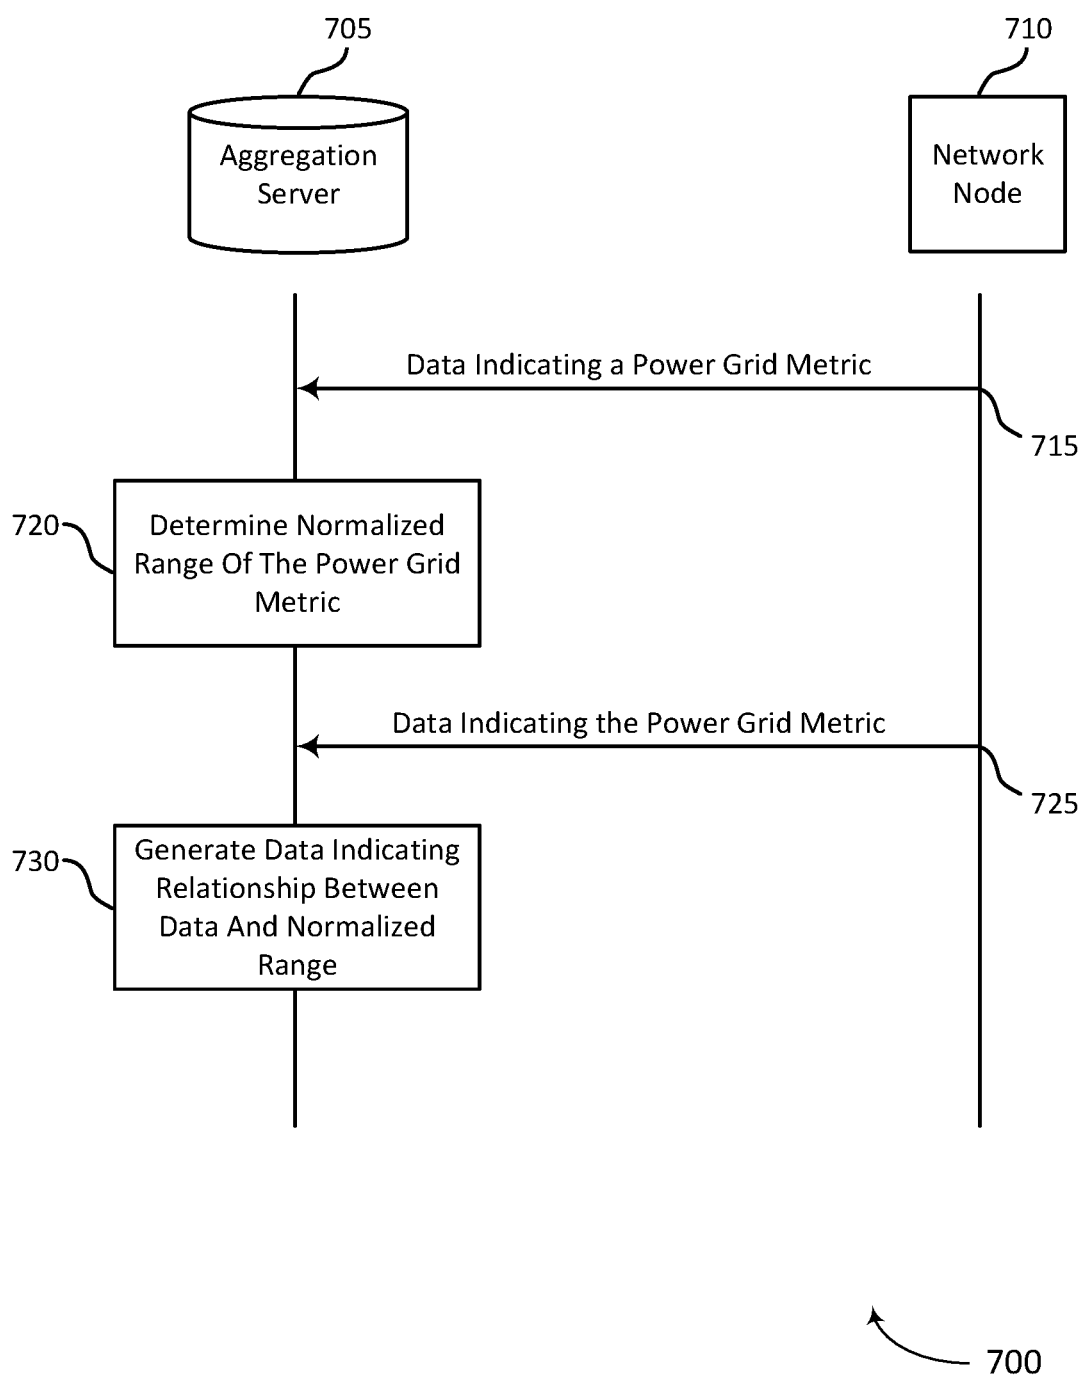 705
710
Aggregation
Server
Network
Node
Data Indicating a Power Grid Metric
715
720
Determine Normalized
Range Of The Power Grid
Metric
Data Indicating the Power Grid Metric
725
730
Generate Data Indicating
Relationship Between
Data And Normalized
Range
700